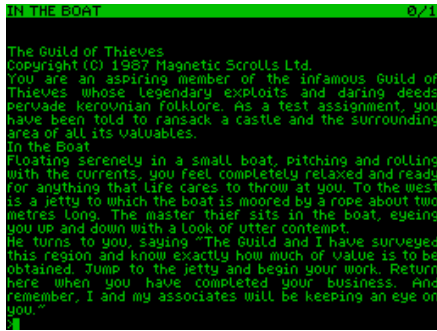 IN THE BOAT 0/1
The Guild of Thieves
Copyright (C) 1987 Magnetic Scrolls Ltd.
You are an aspiring member of the infamous Guild of
Thieves whose legendary exploits and daring deeds
pervade kerovnian folklore. As a test assignment, you
have been told to ransack a castle and the surrounding
area of all its valuables.
In the Boat
Floating serenely in a small boat, pitching and rolling
with the currents, you feel completely relaxed and ready
for anything that life cares to throw at you. To the west
is a jetty to which the boat is moored by a rope about two
metres long. The master thief sits in the boat, eyeing
you up and down with a look of utter contempt.
He turns to you, saying "The Guild and I have surveyed
this region and know exactly how much of value is to be
obtained. Jump to the jetty and begin your work. Return
here when you have completed your business. And
remember, I and my associates will be keeping an eye on
you."
>